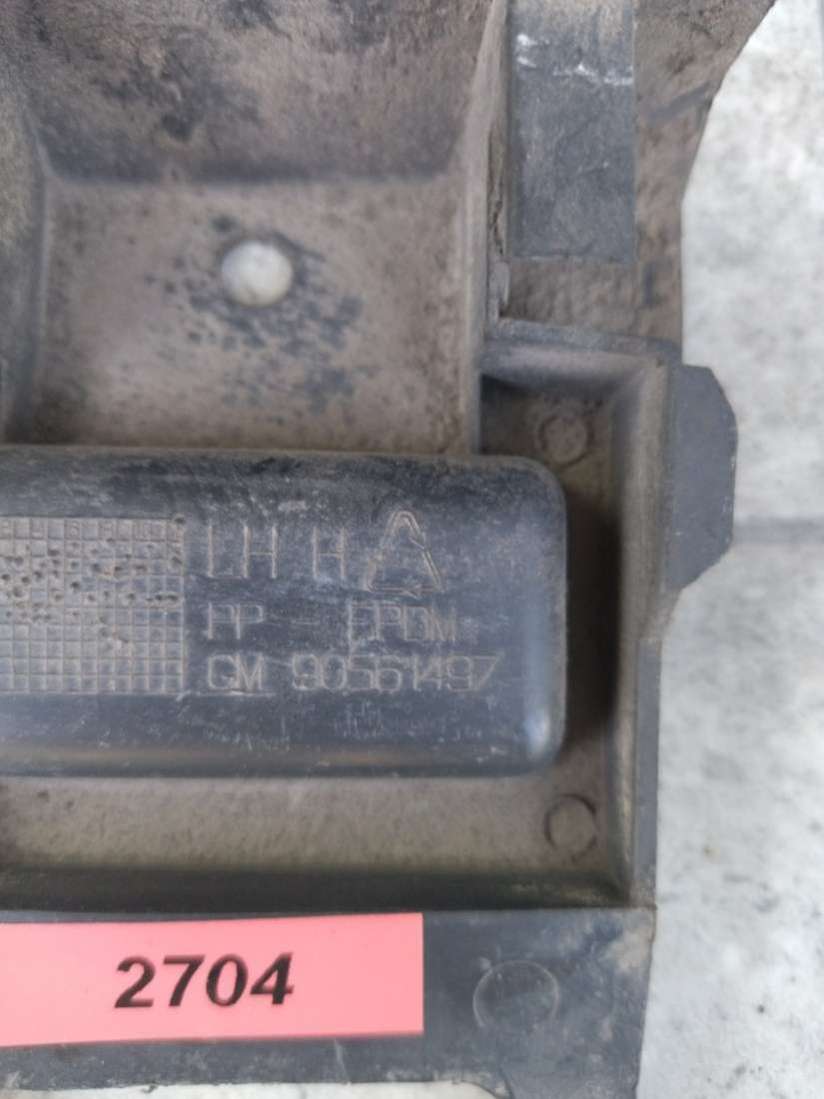 LH H
PP - EPDM
GM 90561497
2704